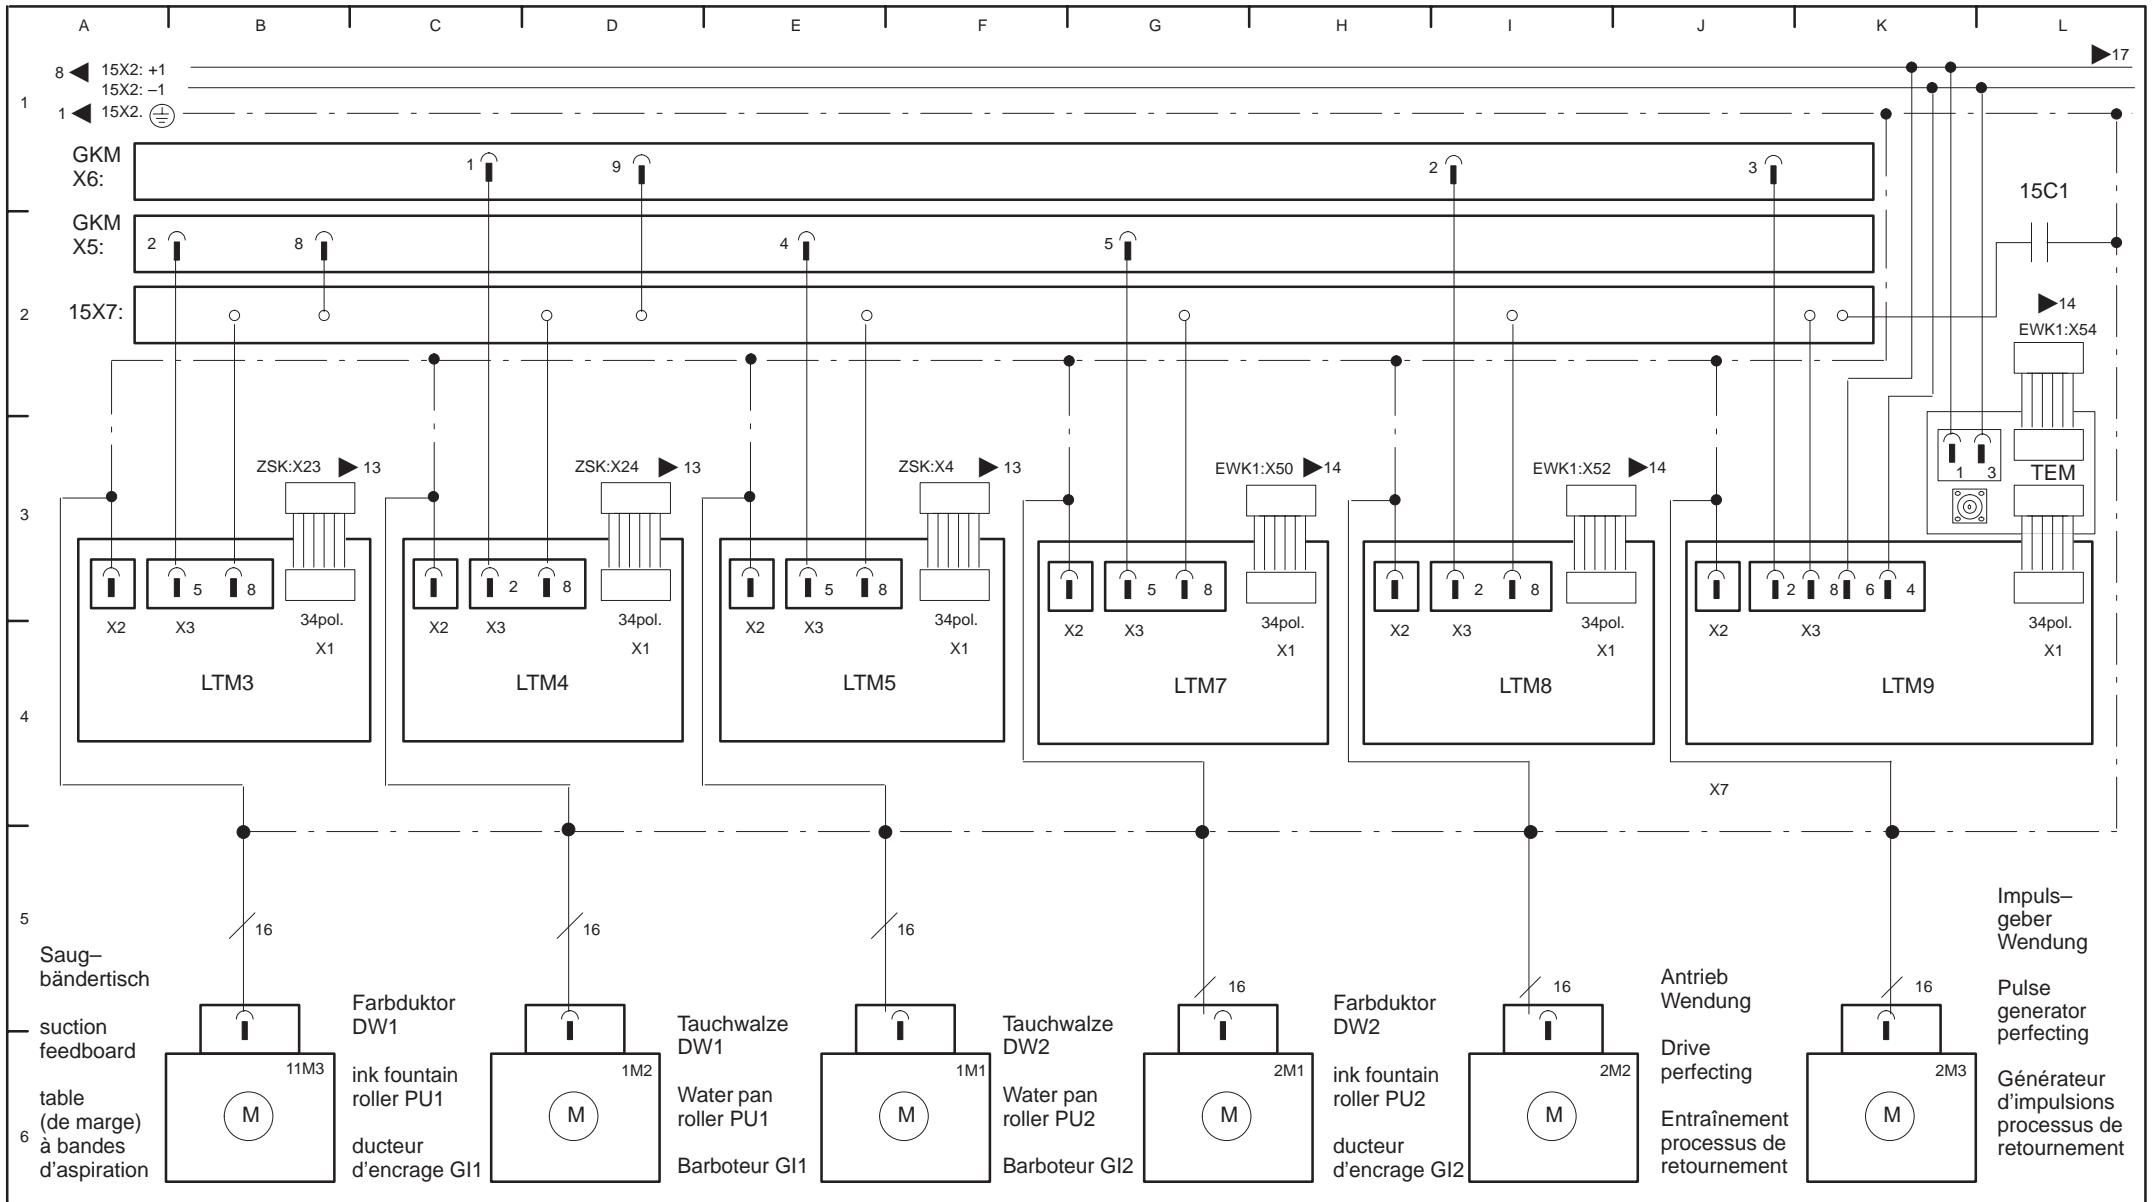 A B C D E F G H I J K L
8 15X2: +1 17
15X2: –1
1
1 15X2.
GKM
X6:
1 9 2 3
15C1
GKM
X5:
2 8 4 5
2
15X7:
14
EWK1:X54
ZSK:X23 13
ZSK:X24 13
ZSK:X4 13
EWK1:X50 14
EWK1:X52 14
1 3
TEM
3
5 8
2 8
5 8
5 8
2 8
2 8 6 4
X2 X3 34pol.
X1
X2 X3 34pol.
X1
X2 X3 34pol.
X1
X2 X3 34pol.
X1
X2 X3 34pol.
X1
X2 X3 34pol.
X1
LTM3 LTM4 LTM5 LTM7 LTM8 LTM9
4
X7
5
16 16 16 16 16 16
Saug–
bändertisch
suction
feedboard
table
(de marge)
à bandes
d'aspiration
11M3
M
Farbduktor
DW1
ink fountain
roller PU1
ducteur
d'encrage GI1
1M2
M
Tauchwalze
DW1
Water pan
roller PU1
Barboteur GI1
1M1
M
Tauchwalze
DW2
Water pan
roller PU2
Barboteur GI2
2M1
M
Farbduktor
DW2
ink fountain
roller PU2
ducteur
d'encrage GI2
2M2
M
Antrieb
Wendung
Drive
perfecting
Entraînement
processus de
retournement
2M3
M
Impuls–
geber
Wendung
Pulse
generator
perfecting
Générateur
d'impulsions
processus de
retournement
6